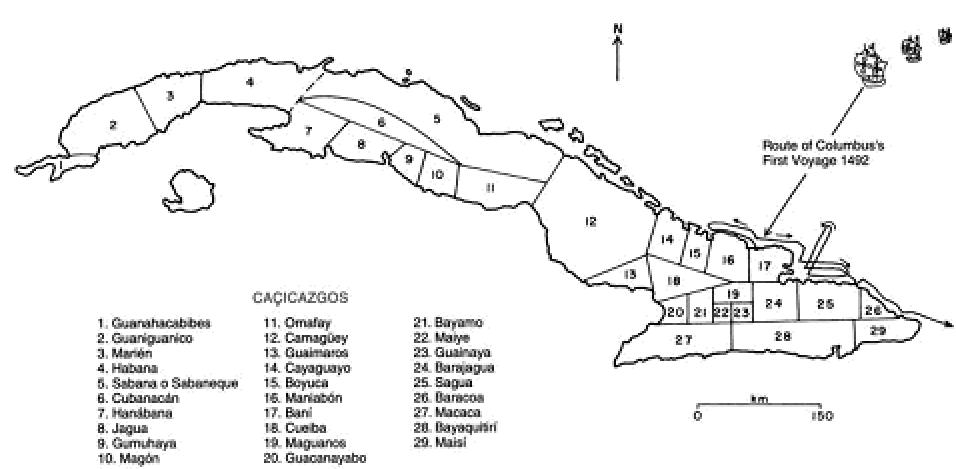 N
Route of Columbus's
First Voyage 1492
2
3
4
5
6
7
8
9
10
11
12
13
14
15
16
17
18
19
20
21
22
23
24
25
26
27
28
29
km
0 150
CAÇICAZGOS
1. Guanahacabibes
2. Guaniguanico
3. Marién
4. Habana
5. Sabana o Sabaneque
6. Cubanacán
7. Hanábana
8. Jagua
9. Gumuhaya
10. Magón
11. Ornafay
12. Camagüey
13. Guaimaros
14. Cayaguayo
15. Boyuca
16. Maniabón
17. Baní
18. Cueiba
19. Maguanos
20. Guacanayabo
21. Bayamo
22. Maiye
23. Guainaya
24. Barajagua
25. Sagua
26. Baracoa
27. Macaca
28. Bayaquitirí
29. Maisí